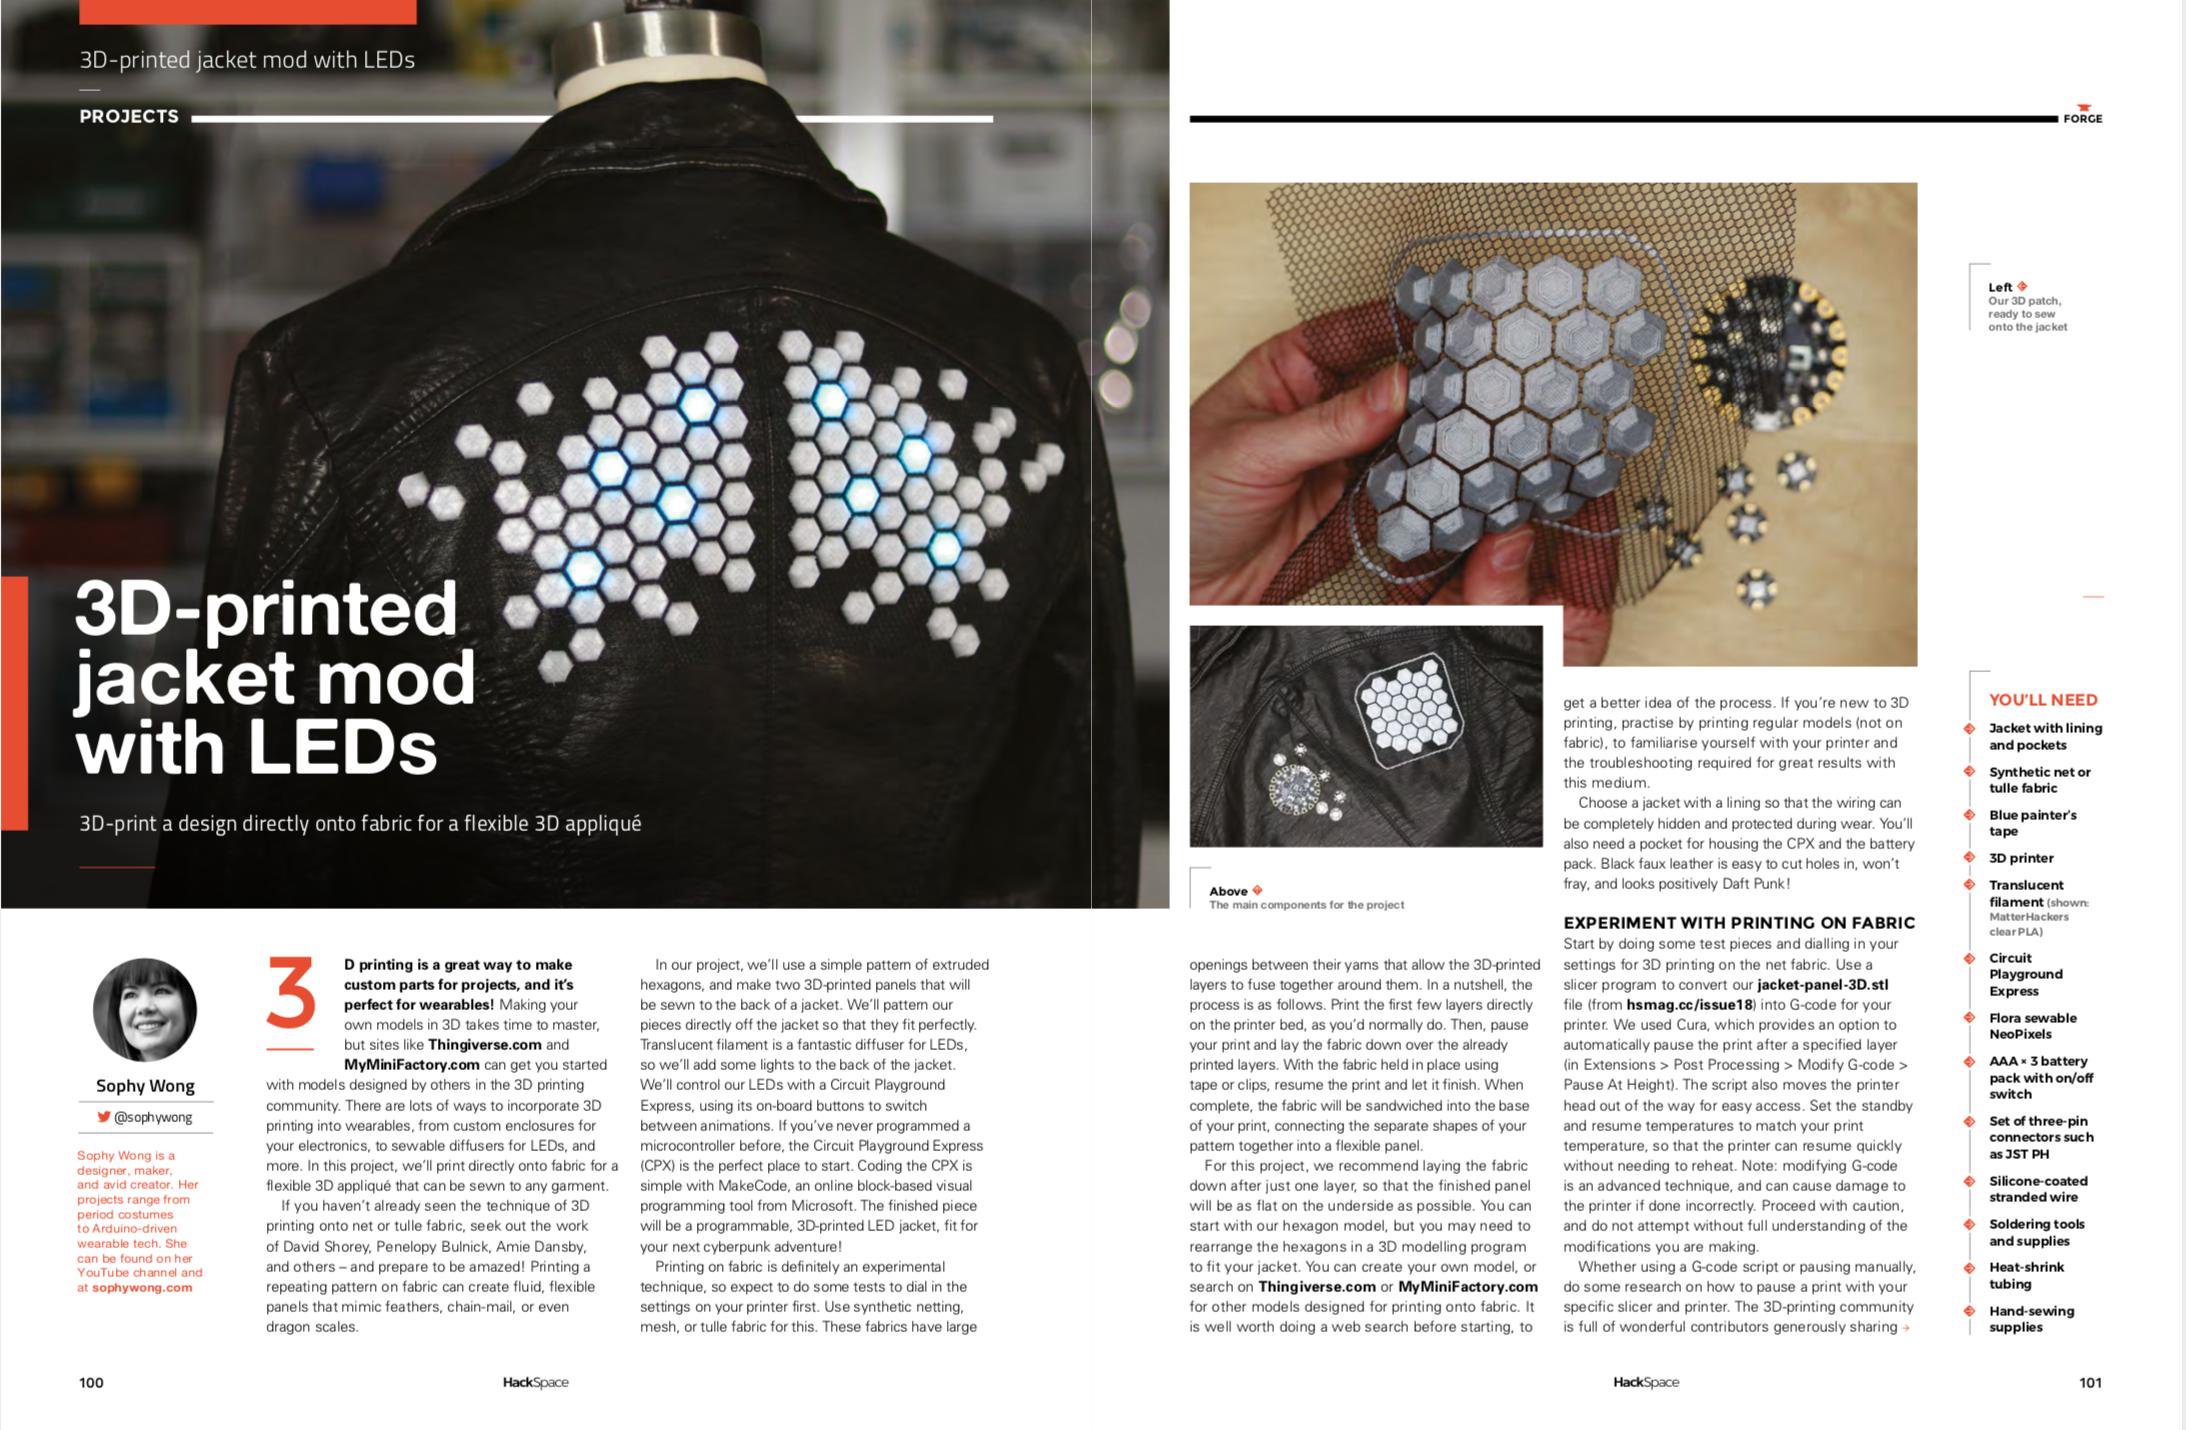 3D-printed jacket mod with LEDs
PROJECTS
3D-printed
jacket mod
with LEDs
3D-print a design directly onto fabric for a flexible 3D appliqué
Sophy Wong
@sophywong
Sophy Wong is a
designer, maker,
and avid creator. Her
projects range from
period costumes
to Arduino-driven
wearable tech. She
can be found on her
YouTube channel and
at sophywong.com
3
D printing is a great way to make
custom parts for projects, and it's
perfect for wearables! Making your
own models in 3D takes time to master,
but sites like Thingiverse.com and
MyMiniFactory.com can get you started
with models designed by others in the 3D printing
community. There are lots of ways to incorporate 3D
printing into wearables, from custom enclosures for
your electronics, to sewable diffusers for LEDs, and
more. In this project, we'll print directly onto fabric for a
flexible 3D appliqué that can be sewn to any garment.
If you haven't already seen the technique of 3D
printing onto net or tulle fabric, seek out the work
of David Shorey, Penelopy Bulnick, Amie Dansby,
and others – and prepare to be amazed! Printing a
repeating pattern on fabric can create fluid, flexible
panels that mimic feathers, chain-mail, or even
dragon scales.
In our project, we'll use a simple pattern of extruded
hexagons, and make two 3D-printed panels that will
be sewn to the back of a jacket. We'll pattern our
pieces directly off the jacket so that they fit perfectly.
Translucent filament is a fantastic diffuser for LEDs,
so we'll add some lights to the back of the jacket.
We'll control our LEDs with a Circuit Playground
Express, using its on-board buttons to switch
between animations. If you've never programmed a
microcontroller before, the Circuit Playground Express
(CPX) is the perfect place to start. Coding the CPX is
simple with MakeCode, an online block-based visual
programming tool from Microsoft. The finished piece
will be a programmable, 3D-printed LED jacket, fit for
your next cyberpunk adventure!
Printing on fabric is definitely an experimental
technique, so expect to do some tests to dial in the
settings on your printer first. Use synthetic netting,
mesh, or tulle fabric for this. These fabrics have large
100
HackSpace
FORGE
Left
Our 3D patch,
ready to sew
onto the jacket
Above
The main components for the project
openings between their yarns that allow the 3D-printed
layers to fuse together around them. In a nutshell, the
process is as follows. Print the first few layers directly
on the printer bed, as you'd normally do. Then, pause
your print and lay the fabric down over the already
printed layers. With the fabric held in place using
tape or clips, resume the print and let it finish. When
complete, the fabric will be sandwiched into the base
of your print, connecting the separate shapes of your
pattern together into a flexible panel.
For this project, we recommend laying the fabric
down after just one layer, so that the finished panel
will be as flat on the underside as possible. You can
start with our hexagon model, but you may need to
rearrange the hexagons in a 3D modelling program
to fit your jacket. You can create your own model, or
search on Thingiverse.com or MyMiniFactory.com
for other models designed for printing onto fabric. It
is well worth doing a web search before starting, to
get a better idea of the process. If you're new to 3D
printing, practise by printing regular models (not on
fabric), to familiarise yourself with your printer and
the troubleshooting required for great results with
this medium.
Choose a jacket with a lining so that the wiring can
be completely hidden and protected during wear. You'll
also need a pocket for housing the CPX and the battery
pack. Black faux leather is easy to cut holes in, won't
fray, and looks positively Daft Punk!
EXPERIMENT WITH PRINTING ON FABRIC
Start by doing some test pieces and dialling in your
settings for 3D printing on the net fabric. Use a
slicer program to convert our jacket-panel-3D.stl
file (from hsmag.cc/issue18) into G-code for your
printer. We used Cura, which provides an option to
automatically pause the print after a specified layer
(in Extensions > Post Processing > Modify G-code >
Pause At Height). The script also moves the printer
head out of the way for easy access. Set the standby
and resume temperatures to match your print
temperature, so that the printer can resume quickly
without needing to reheat. Note: modifying G-code
is an advanced technique, and can cause damage to
the printer if done incorrectly. Proceed with caution,
and do not attempt without full understanding of the
modifications you are making.
Whether using a G-code script or pausing manually,
do some research on how to pause a print with your
specific slicer and printer. The 3D-printing community
is full of wonderful contributors generously sharing →
YOU'LL NEED
Jacket with lining
and pockets
Synthetic net or
tulle fabric
Blue painter's
tape
3D printer
Translucent
filament (shown:
MatterHackers
clear PLA)
Circuit
Playground
Express
Flora sewable
NeoPixels
AAA × 3 battery
pack with on/off
switch
Set of three-pin
connectors such
as JST PH
Silicone-coated
stranded wire
Soldering tools
and supplies
Heat-shrink
tubing
Hand-sewing
supplies
HackSpace
101